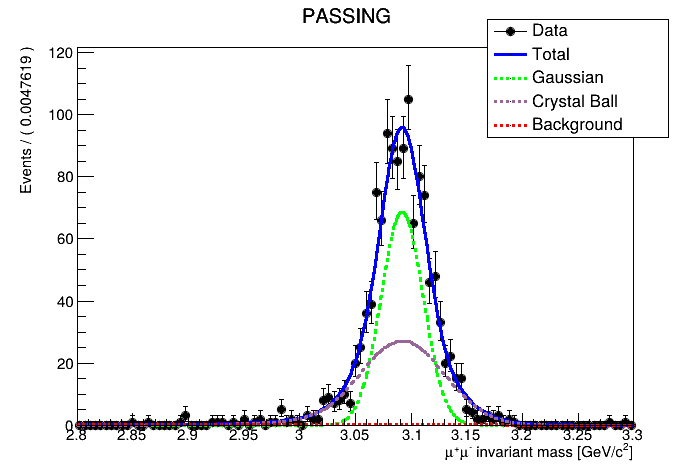 PASSING
Data
Total
Gaussian
Crystal Ball
Background
Events / ( 0.0047619 )
120
100
80
60
40
20
0
2.8 2.85 2.9 2.95 3 3.05 3.1 3.15 3.2 3.25 3.3
μ⁺μ⁻ invariant mass [GeV/c²]